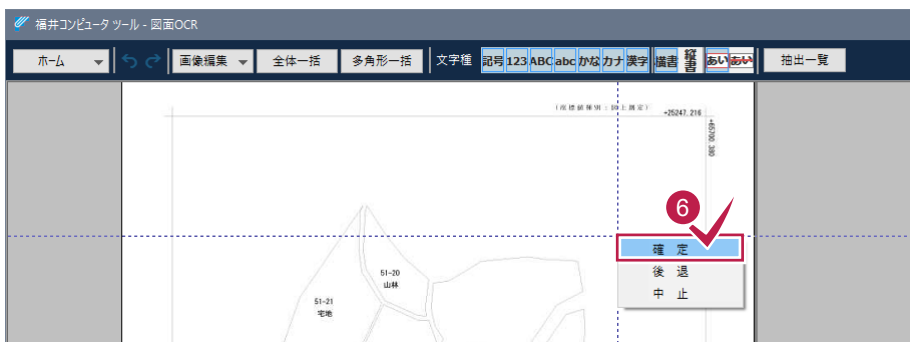 福井コンピュータ ツール - 図面OCR
ホーム 画像編集 全体一括 多角形一括 文字種 記号 123 ABC abc かな カナ 漢字 横書 縦書 あい あい 抽出一覧
(座標値種別:図上測定)
+25247.216
+65700.380
6
確 定
後 退
中 止
51-20
山林
51-21
宅地